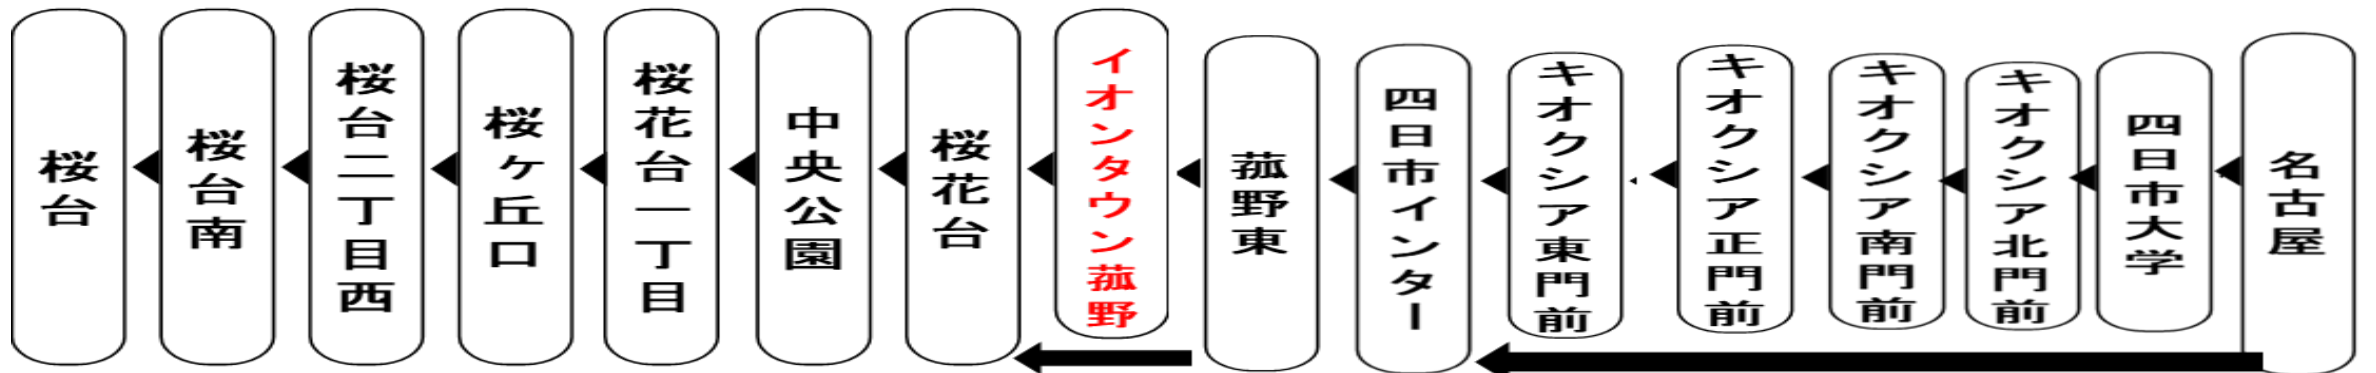 桜台
桜台南
桜台二丁目西
桜ヶ丘口
桜花台一丁目
中央公園
桜花台
イオンタウン菰野
菰野東
四日市インター
キオクシア東門前
キオクシア正門前
キオクシア南門前
キオクシア北門前
四日市大学
名古屋